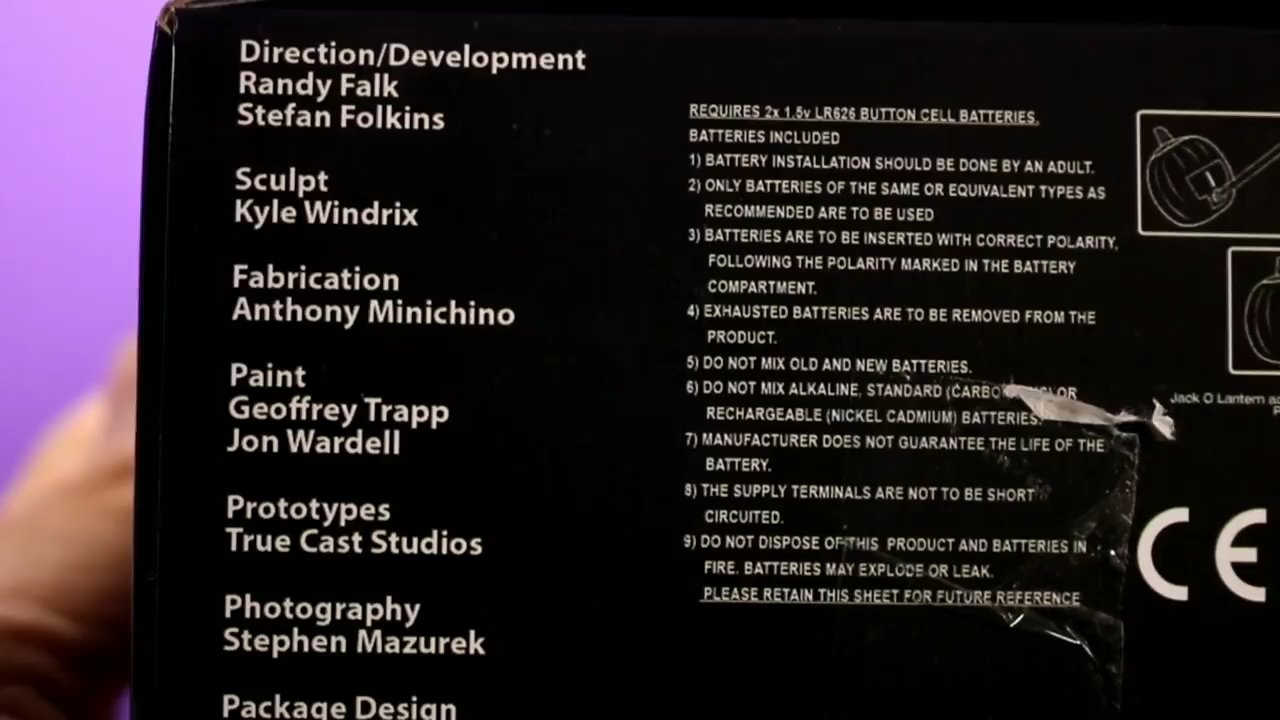 Direction/Development
Randy Falk
Stefan Folkins
Sculpt
Kyle Windrix
Fabrication
Anthony Minichino
Paint
Geoffrey Trapp
Jon Wardell
Prototypes
True Cast Studios
Photography
Stephen Mazurek
Package Design
REQUIRES 2x 1.5v LR626 BUTTON CELL BATTERIES.
BATTERIES INCLUDED
1) BATTERY INSTALLATION SHOULD BE DONE BY AN ADULT.
2) ONLY BATTERIES OF THE SAME OR EQUIVALENT TYPES AS
RECOMMENDED ARE TO BE USED
3) BATTERIES ARE TO BE INSERTED WITH CORRECT POLARITY,
FOLLOWING THE POLARITY MARKED IN THE BATTERY
COMPARTMENT.
4) EXHAUSTED BATTERIES ARE TO BE REMOVED FROM THE
PRODUCT.
5) DO NOT MIX OLD AND NEW BATTERIES.
6) DO NOT MIX ALKALINE, STANDARD OR
RECHARGEABLE (NICKEL CADMIUM) BATTERIES.
7) MANUFACTURER DOES NOT GUARANTEE THE LIFE OF THE
BATTERY.
8) THE SUPPLY TERMINALS ARE NOT TO BE SHORT
CIRCUITED.
9) DO NOT DISPOSE OF THIS PRODUCT AND BATTERIES IN
FIRE. BATTERIES MAY EXPLODE OR LEAK.
PLEASE RETAIN THIS SHEET FOR FUTURE REFERENCE
Jack O Lantern
CE